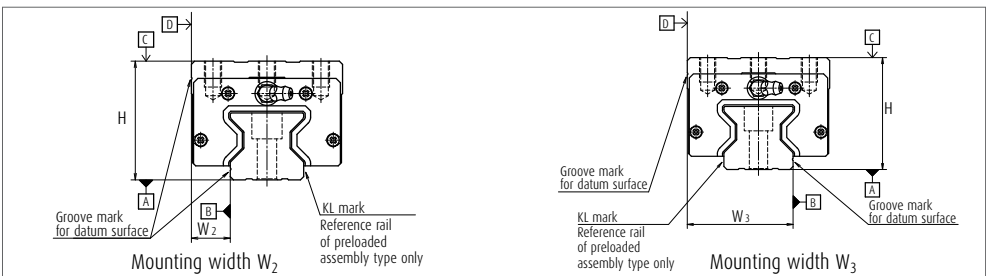 D
C
H
A
B
W2
Groove mark
for datum surface
KL mark
Reference rail
of preloaded
assembly type only
Mounting width W2
D
C
H
A
B
W3
Groove mark
for datum surface
KL mark
Reference rail
of preloaded
assembly type only
Groove mark
for datum surface
Mounting width W3